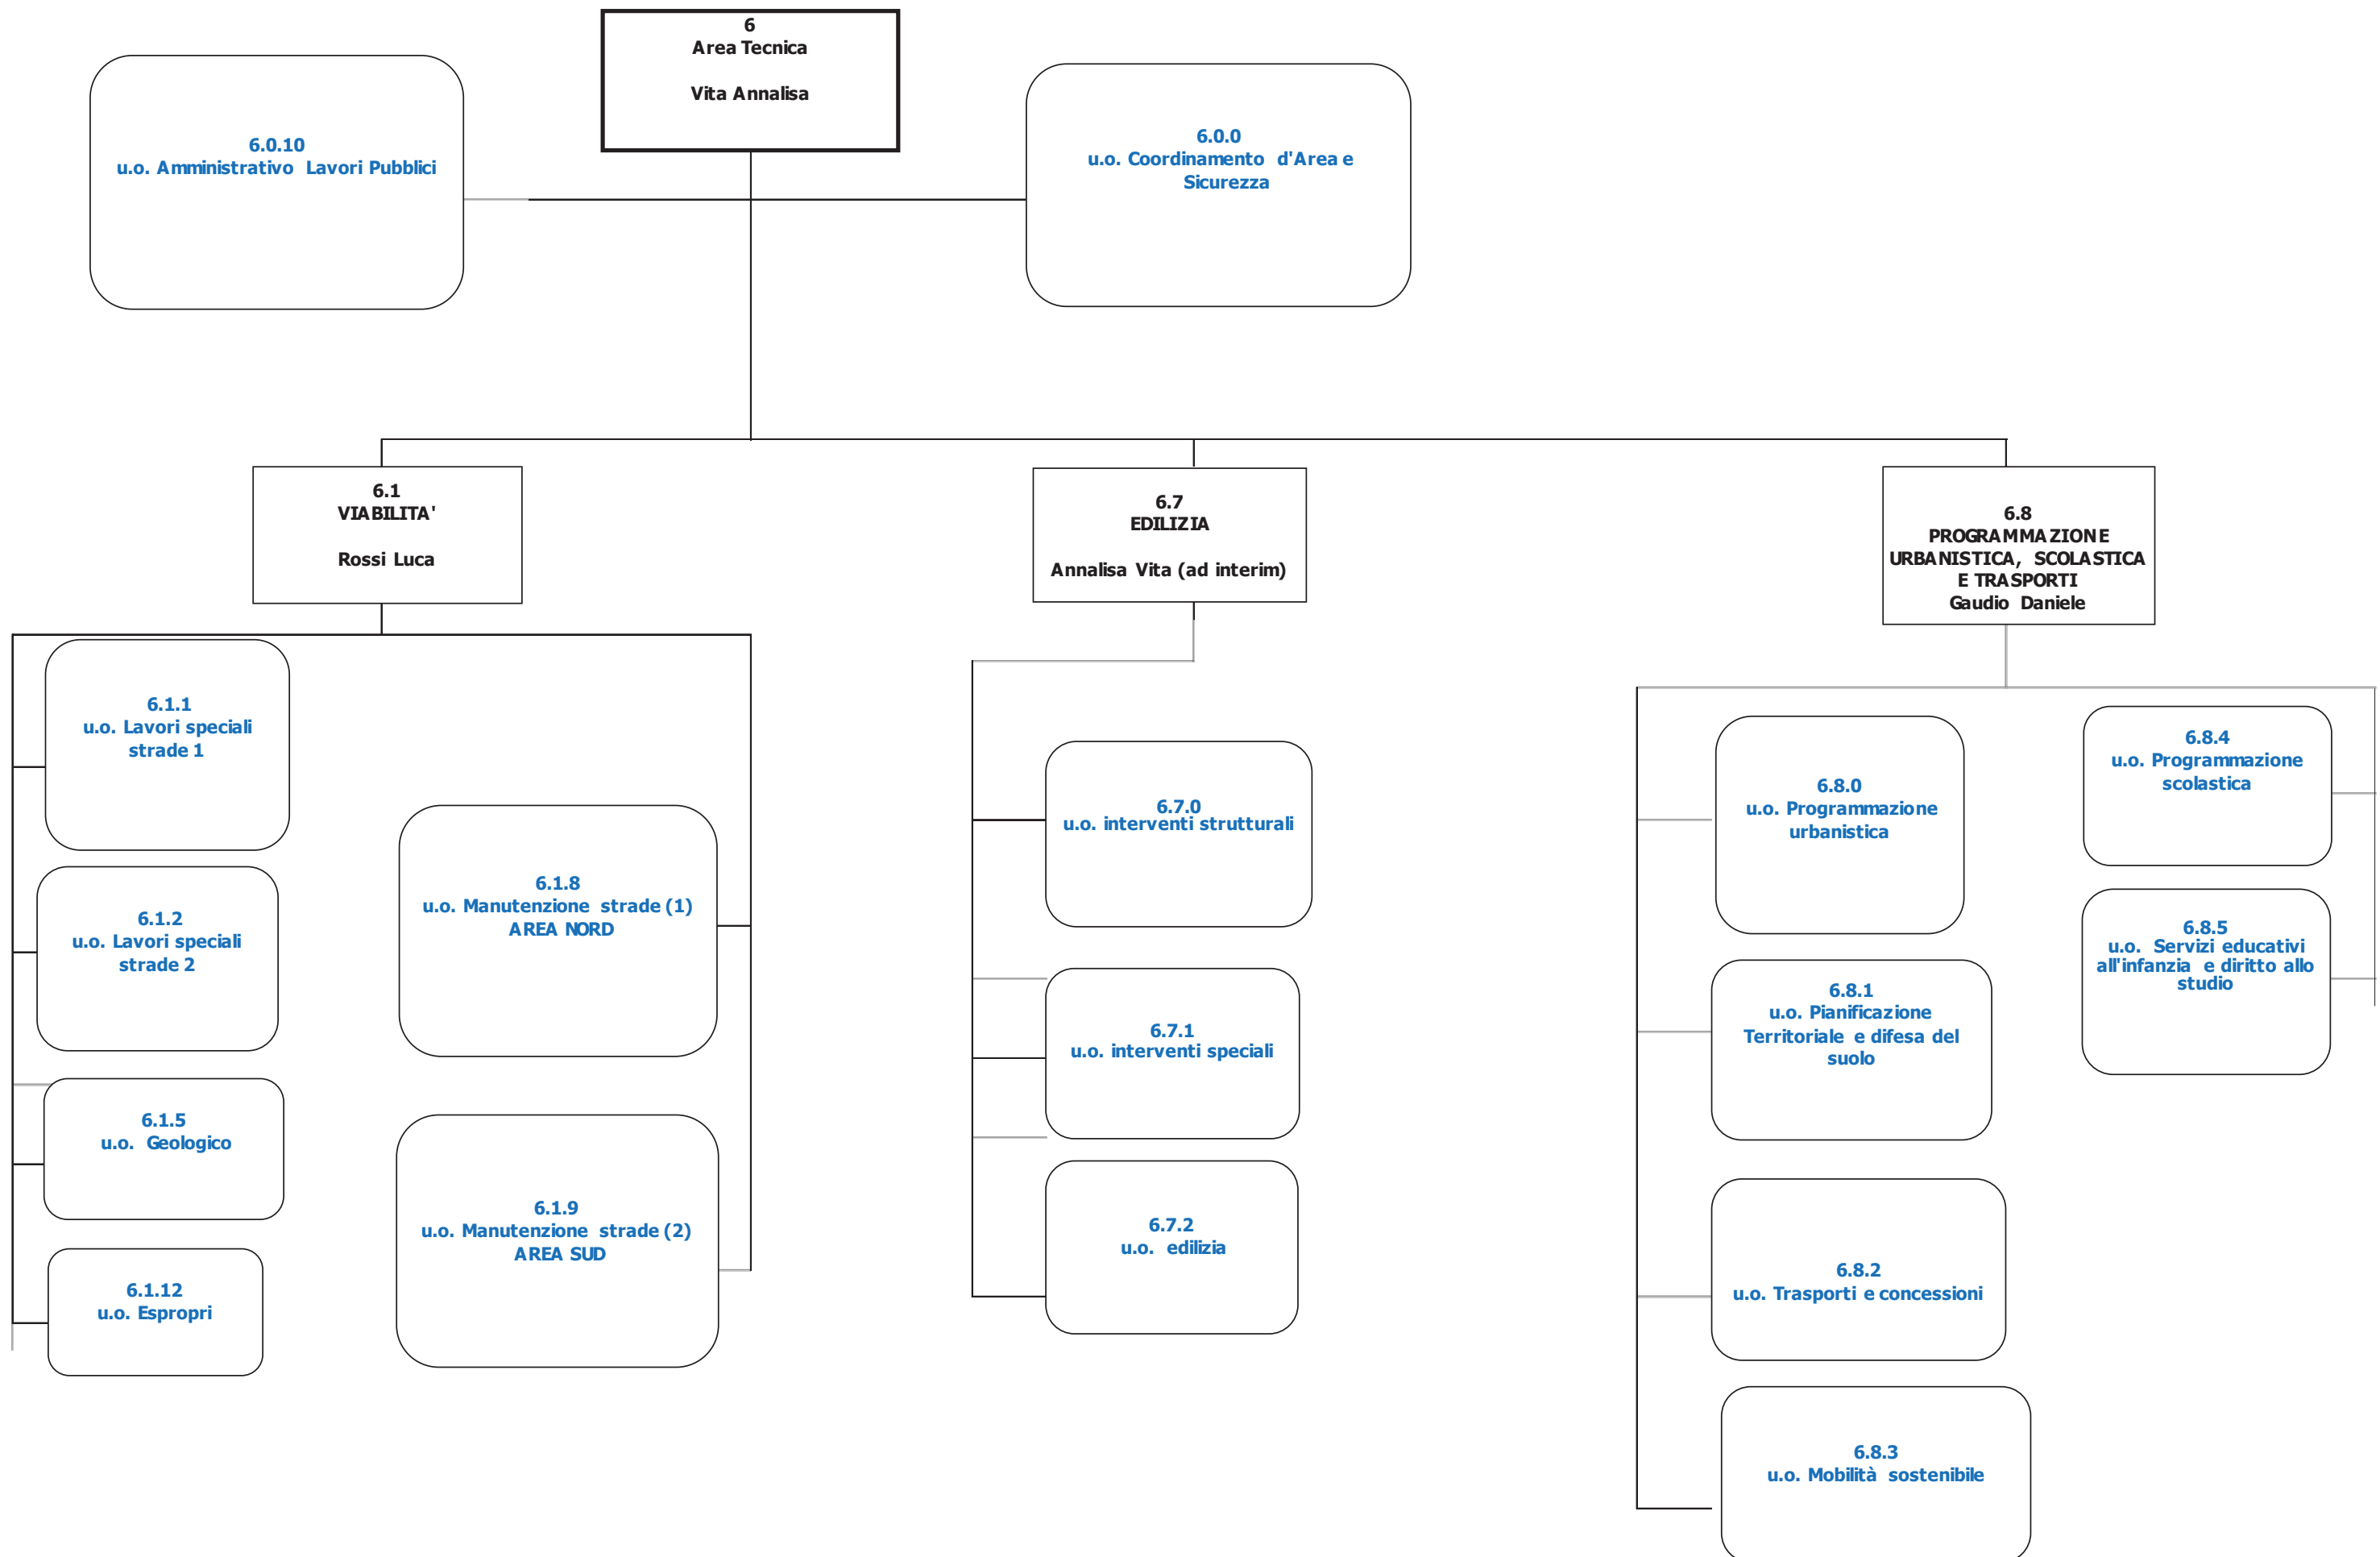 6
Area Tecnica
Vita Annalisa
6.0.10
u.o. Amministrativo Lavori Pubblici
6.0.0
u.o. Coordinamento d'Area e
Sicurezza
6.1
VIABILITA'
Rossi Luca
6.7
EDILIZIA
Annalisa Vita (ad interim)
6.8
PROGRAMMAZIONE
URBANISTICA, SCOLASTICA
E TRASPORTI
Gaudio Daniele
6.1.1
u.o. Lavori speciali
strade 1
6.1.2
u.o. Lavori speciali
strade 2
6.1.5
u.o. Geologico
6.1.12
u.o. Espropri
6.1.8
u.o. Manutenzione strade (1)
AREA NORD
6.1.9
u.o. Manutenzione strade (2)
AREA SUD
6.7.0
u.o. interventi strutturali
6.7.1
u.o. interventi speciali
6.7.2
u.o. edilizia
6.8.0
u.o. Programmazione
urbanistica
6.8.1
u.o. Pianificazione
Territoriale e difesa del
suolo
6.8.2
u.o. Trasporti e concessioni
6.8.3
u.o. Mobilità sostenibile
6.8.4
u.o. Programmazione
scolastica
6.8.5
u.o. Servizi educativi
all'infanzia e diritto allo
studio